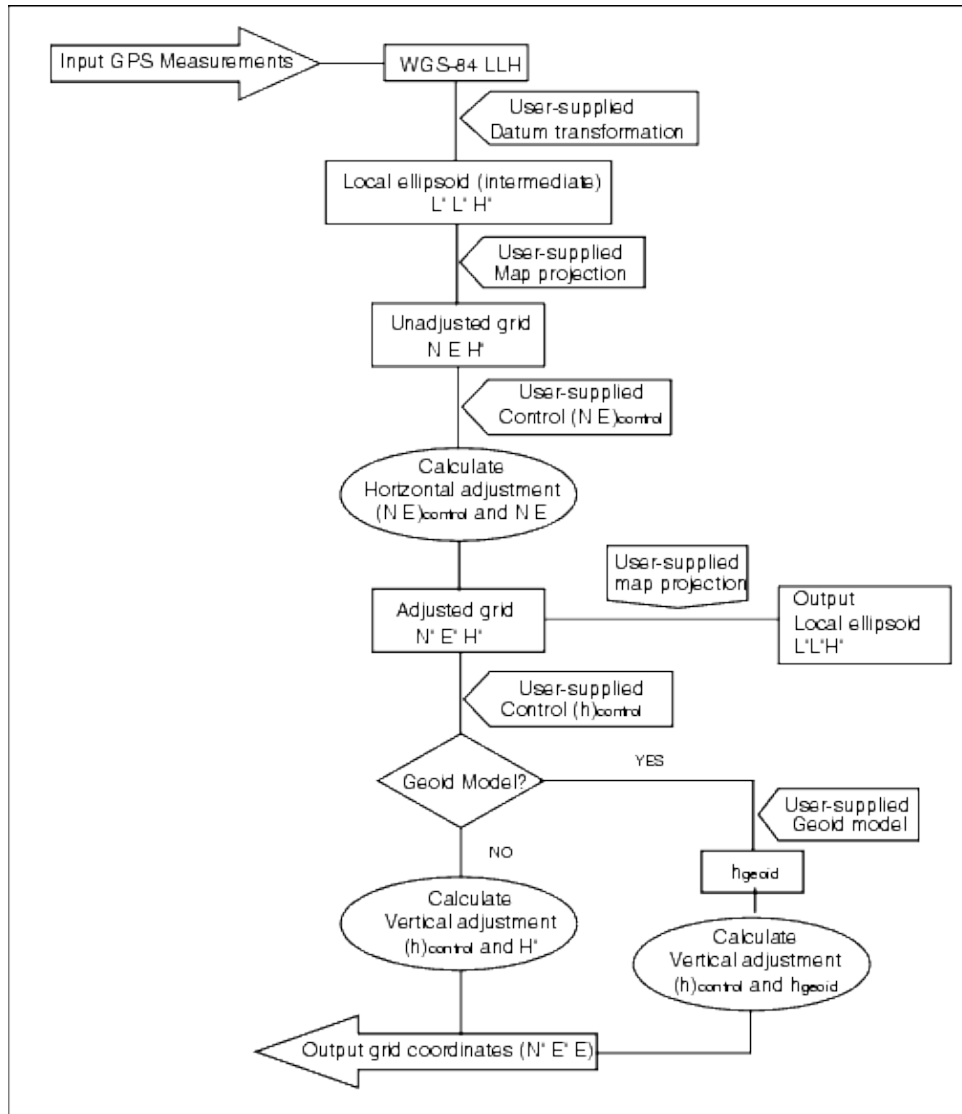 Input GPS Measurements
WGS-84 LLH
User-supplied
Datum transformation
Local ellipsoid (intermediate)
L' L' H'
User-supplied
Map projection
Unadjusted grid
N E H'
User-supplied
Control (N E)control
Calculate
Horizontal adjustment
(N E)control and N E
User-supplied
map projection
Adjusted grid
N' E' H'
Output
Local ellipsoid
L'L'H'
User-supplied
Control (h)control
Geoid Model?
YES
User-supplied
Geoid model
NO
hgeoid
Calculate
Vertical adjustment
(h)control and H'
Calculate
Vertical adjustment
(h)control and hgeoid
Output grid coordinates (N' E' E)